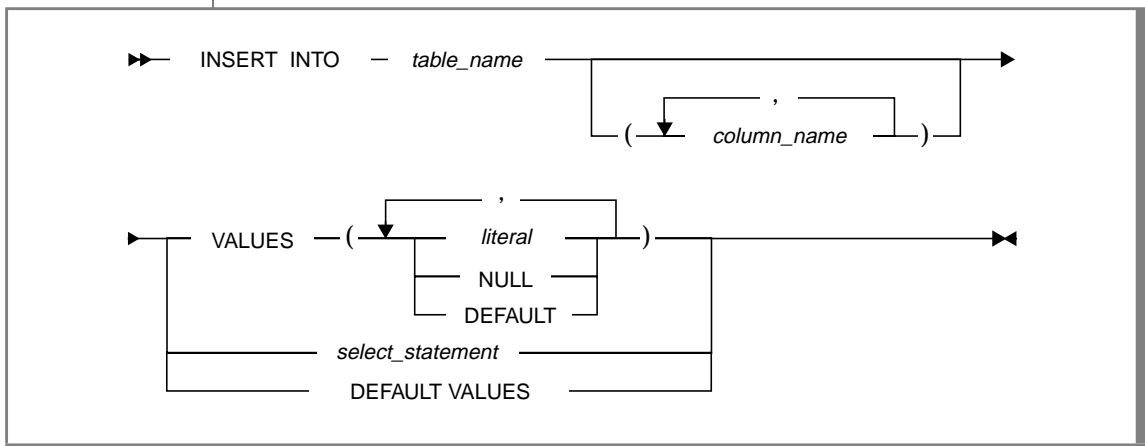 INSERT INTO table_name
,
( column_name )
,
VALUES ( literal )
NULL
DEFAULT
select_statement
DEFAULT VALUES